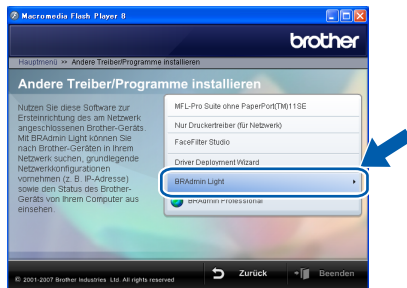 Macromedia Flash Player 8
brother
Hauptmenü >> Andere Treiber/Programme installieren
Andere Treiber/Programme installieren
Nutzen Sie diese Software zur
Ersteinrichtung des am Netzwerk
angeschlossenen Brother-Geräts.
Mit BRAdmin Light können Sie
nach Brother-Geräten in Ihrem
Netzwerk suchen, grundlegende
Netzwerkkonfigurationen
vornehmen (z. B. IP-Adresse)
sowie den Status des Brother-
Geräts von Ihrem Computer aus
einsehen.
MFL-Pro Suite ohne PaperPort(TM)11SE
Nur Druckertreiber (für Netzwerk)
FaceFilter Studio
Driver Deployment Wizard
BRAdmin Light
BRAdmin Professional
© 2001-2007 Brother Industries Ltd. All rights reserved
Zurück
Beenden